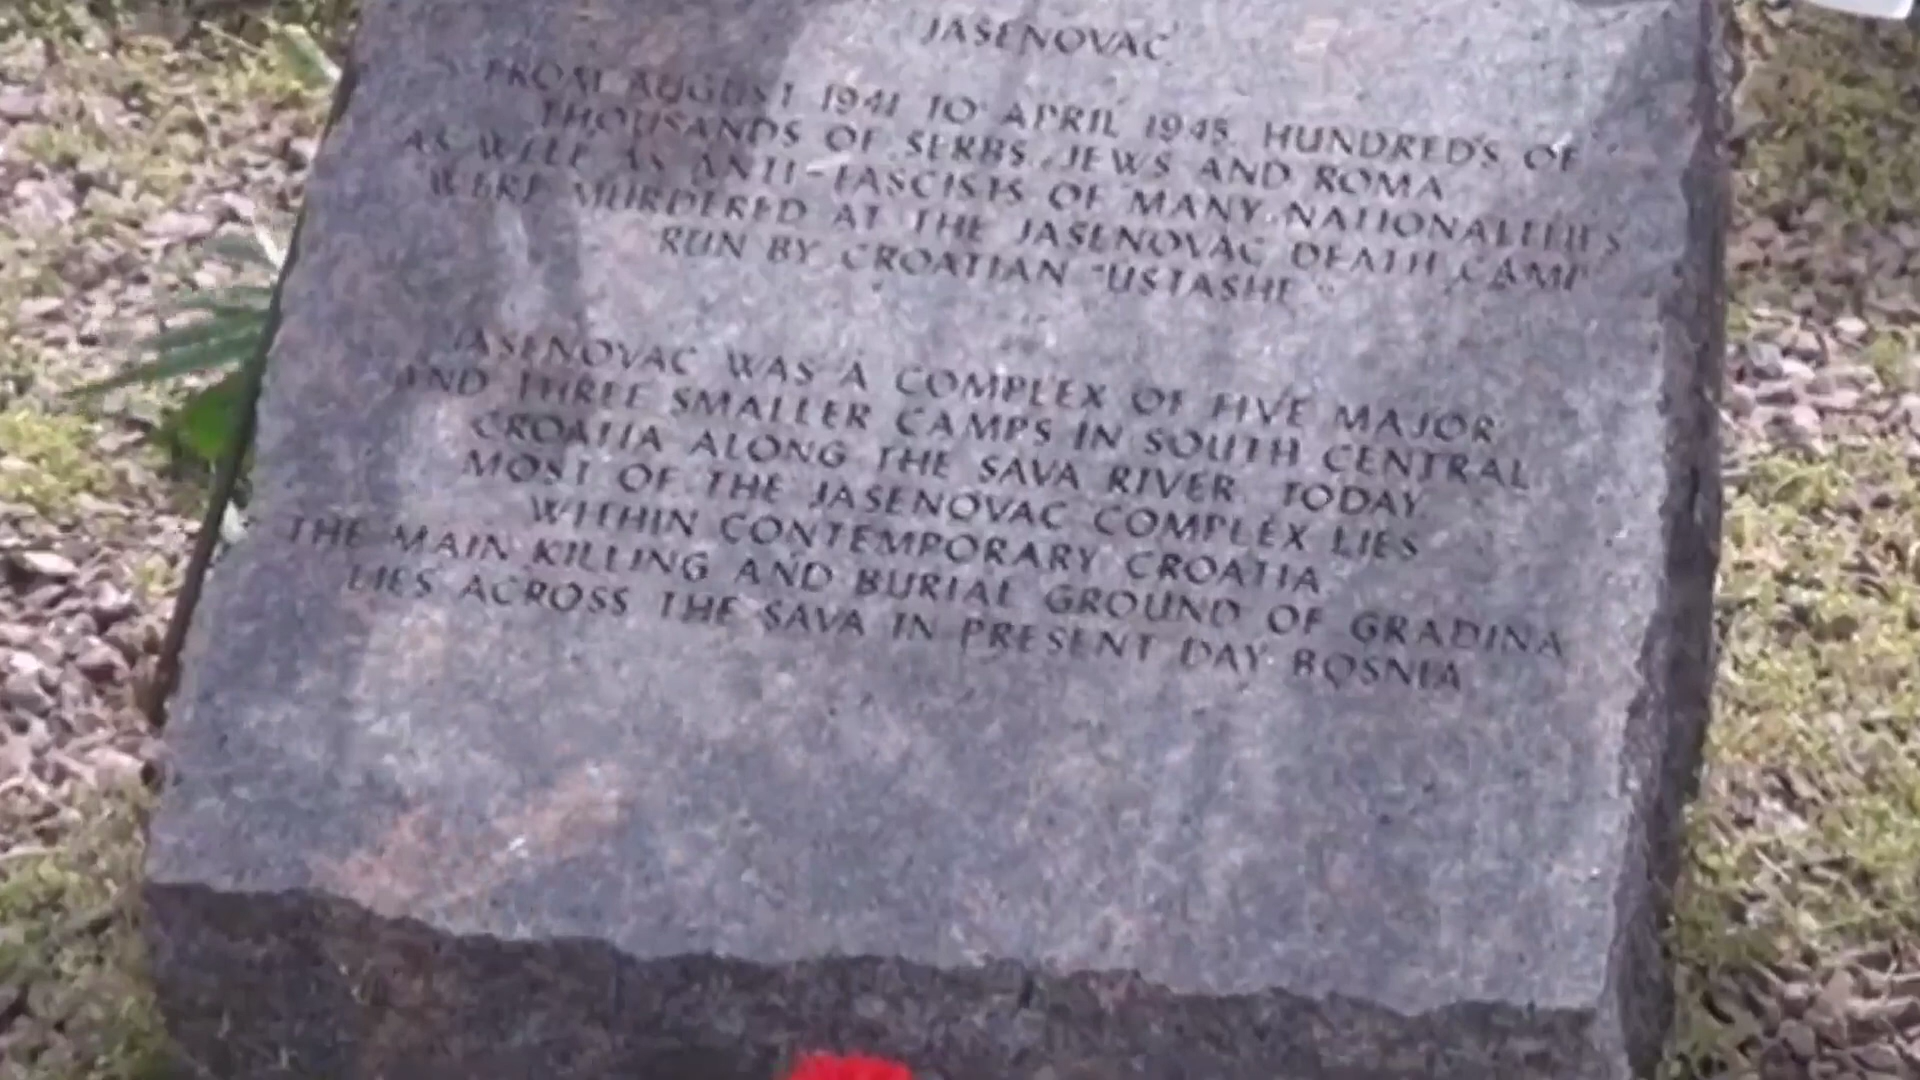 JASENOVAC
FROM AUGUST 1941 TO APRIL 1945, HUNDRED'S OF
THOUSANDS OF SERBS, JEWS AND ROMA
AS WELL AS ANTI-FASCISTS OF MANY NATIONALITIES
WERE MURDERED AT THE JASENOVAC DEATH CAMP
RUN BY CROATIAN "USTASHE"
JASENOVAC WAS A COMPLEX OF FIVE MAJOR
AND THREE SMALLER CAMPS IN SOUTH CENTRAL
CROATIA ALONG THE SAVA RIVER. TODAY
MOST OF THE JASENOVAC COMPLEX LIES
WITHIN CONTEMPORARY CROATIA
THE MAIN KILLING AND BURIAL GROUND OF GRADINA
LIES ACROSS THE SAVA IN PRESENT DAY BOSNIA